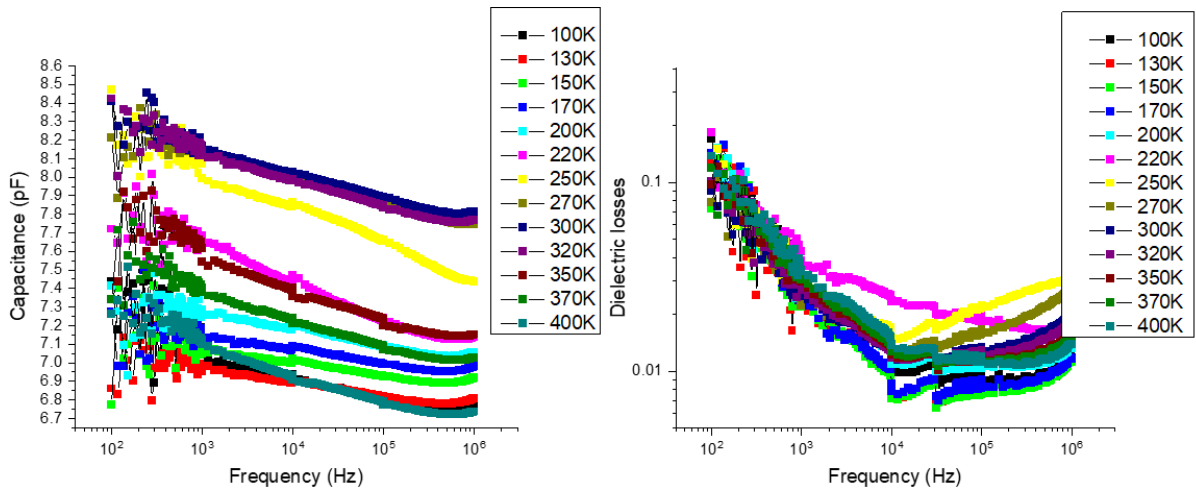 100K
130K
150K
170K
200K
220K
250K
270K
300K
320K
350K
370K
400K
8.6
8.5
8.4
8.3
8.2
8.1
8.0
7.9
7.8
7.7
7.6
7.5
7.4
7.3
7.2
7.1
7.0
6.9
6.8
6.7
Capacitance (pF)
10² 10³ 10⁴ 10⁵ 10⁶
Frequency (Hz)
100K
130K
150K
170K
200K
220K
250K
270K
300K
320K
350K
370K
400K
0.1
0.01
Dielectric losses
10² 10³ 10⁴ 10⁵ 10⁶
Frequency (Hz)